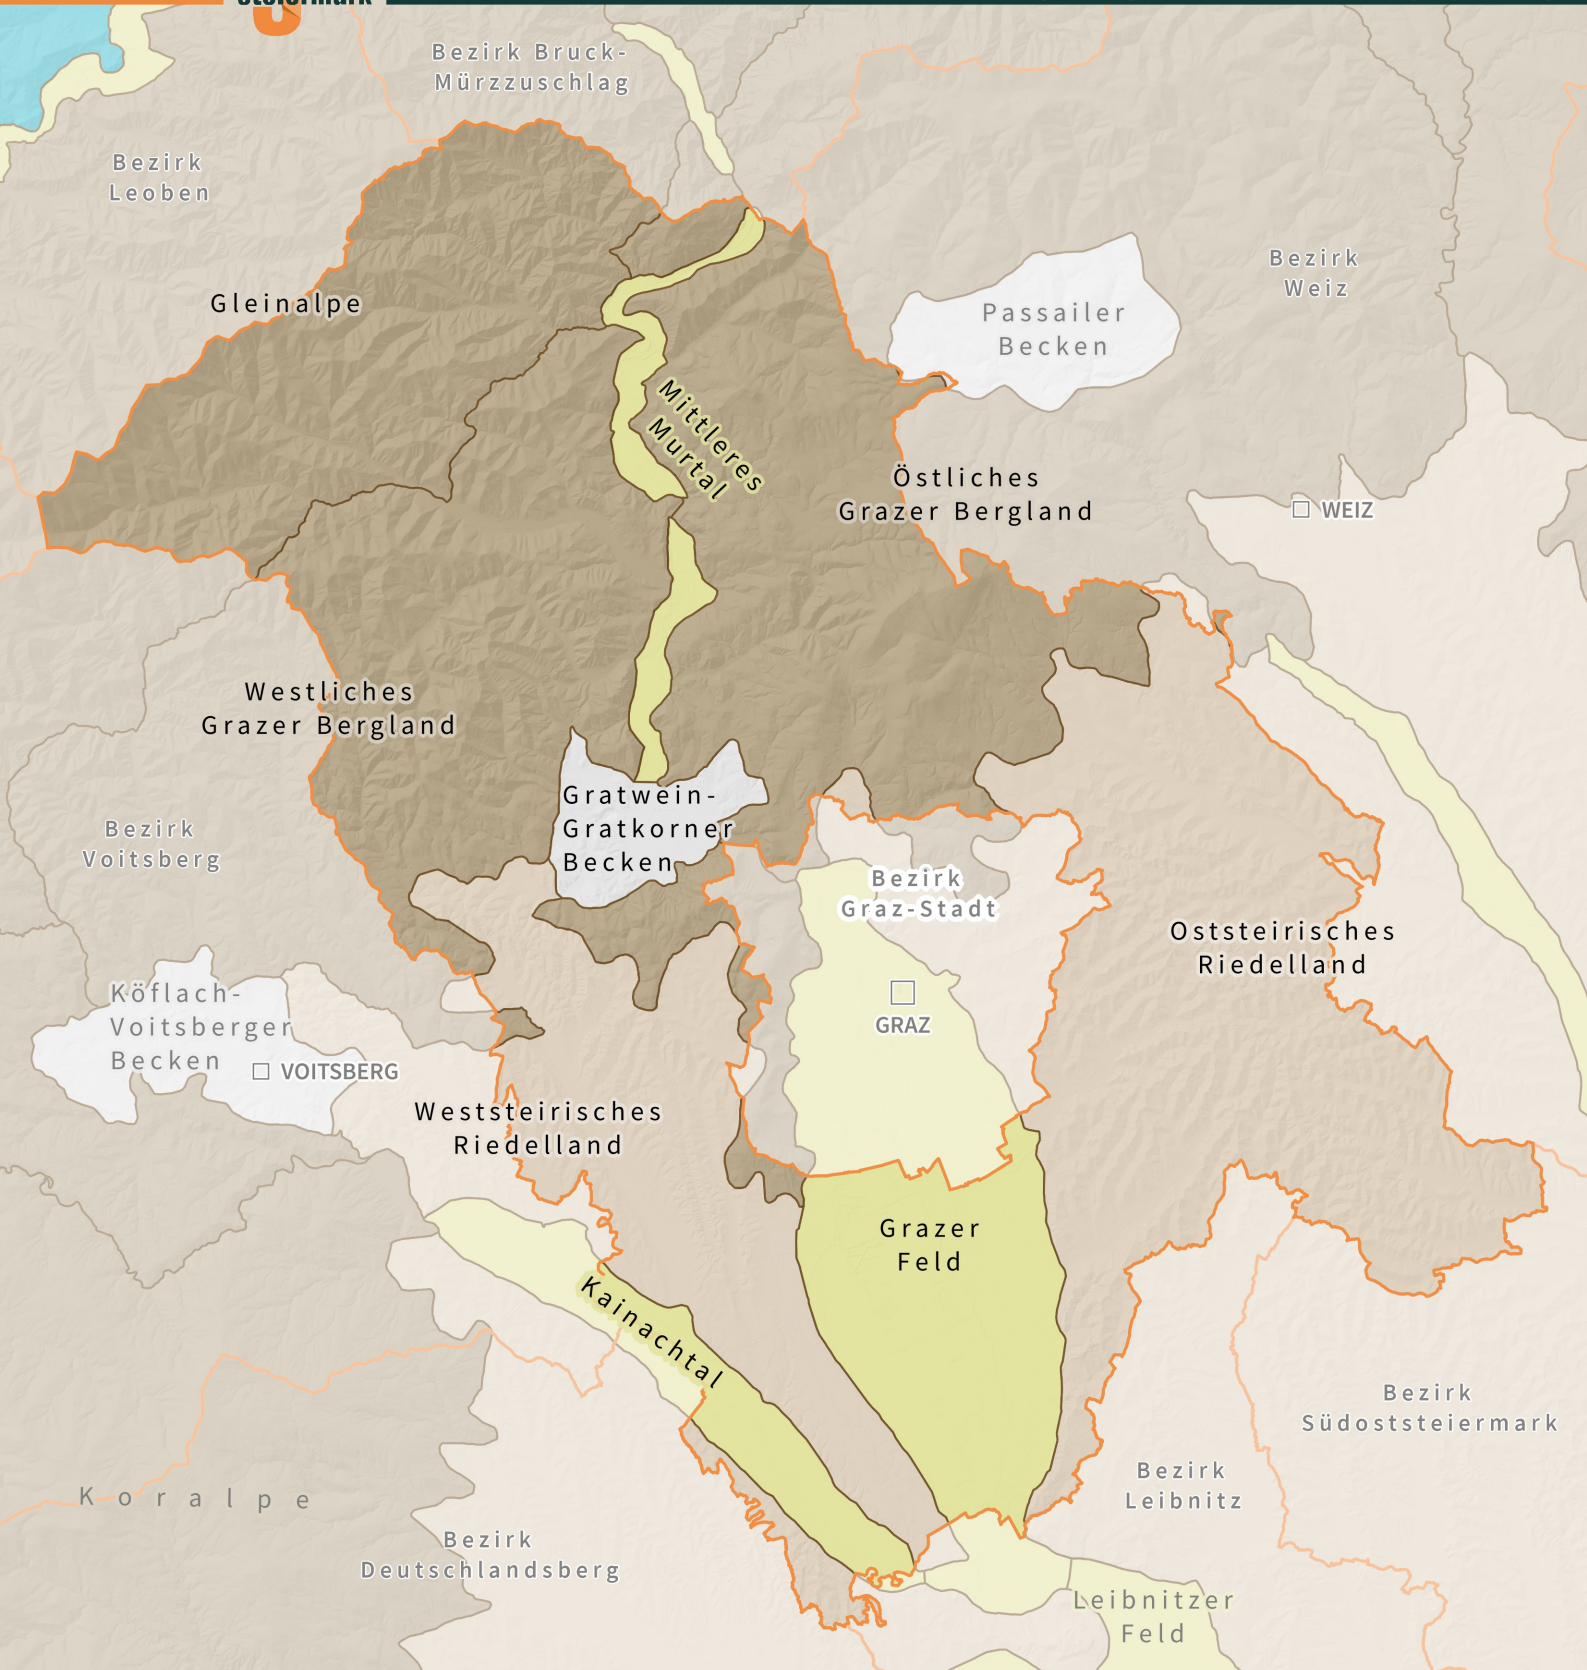 Steiermark
Bezirk Bruck-
Mürzzuschlag
Bezirk
Leoben
Gleinalpe
Passailer
Becken
Bezirk
Weiz
Mittleres
Murtal
Östliches
Grazer Bergland
WEIZ
Westliches
Grazer Bergland
Gratwein-
Gratkorner
Becken
Bezirk
Voitsberg
Bezirk
Graz-Stadt
Oststeirisches
Riedelland
Köflach-
Voitsberger
Becken
VOITSBERG
GRAZ
Weststeirisches
Riedelland
Grazer
Feld
Kainachtal
Koralpe
Bezirk
Südoststeiermark
Bezirk
Leibnitz
Bezirk
Deutschlandsberg
Leibnitzer
Feld